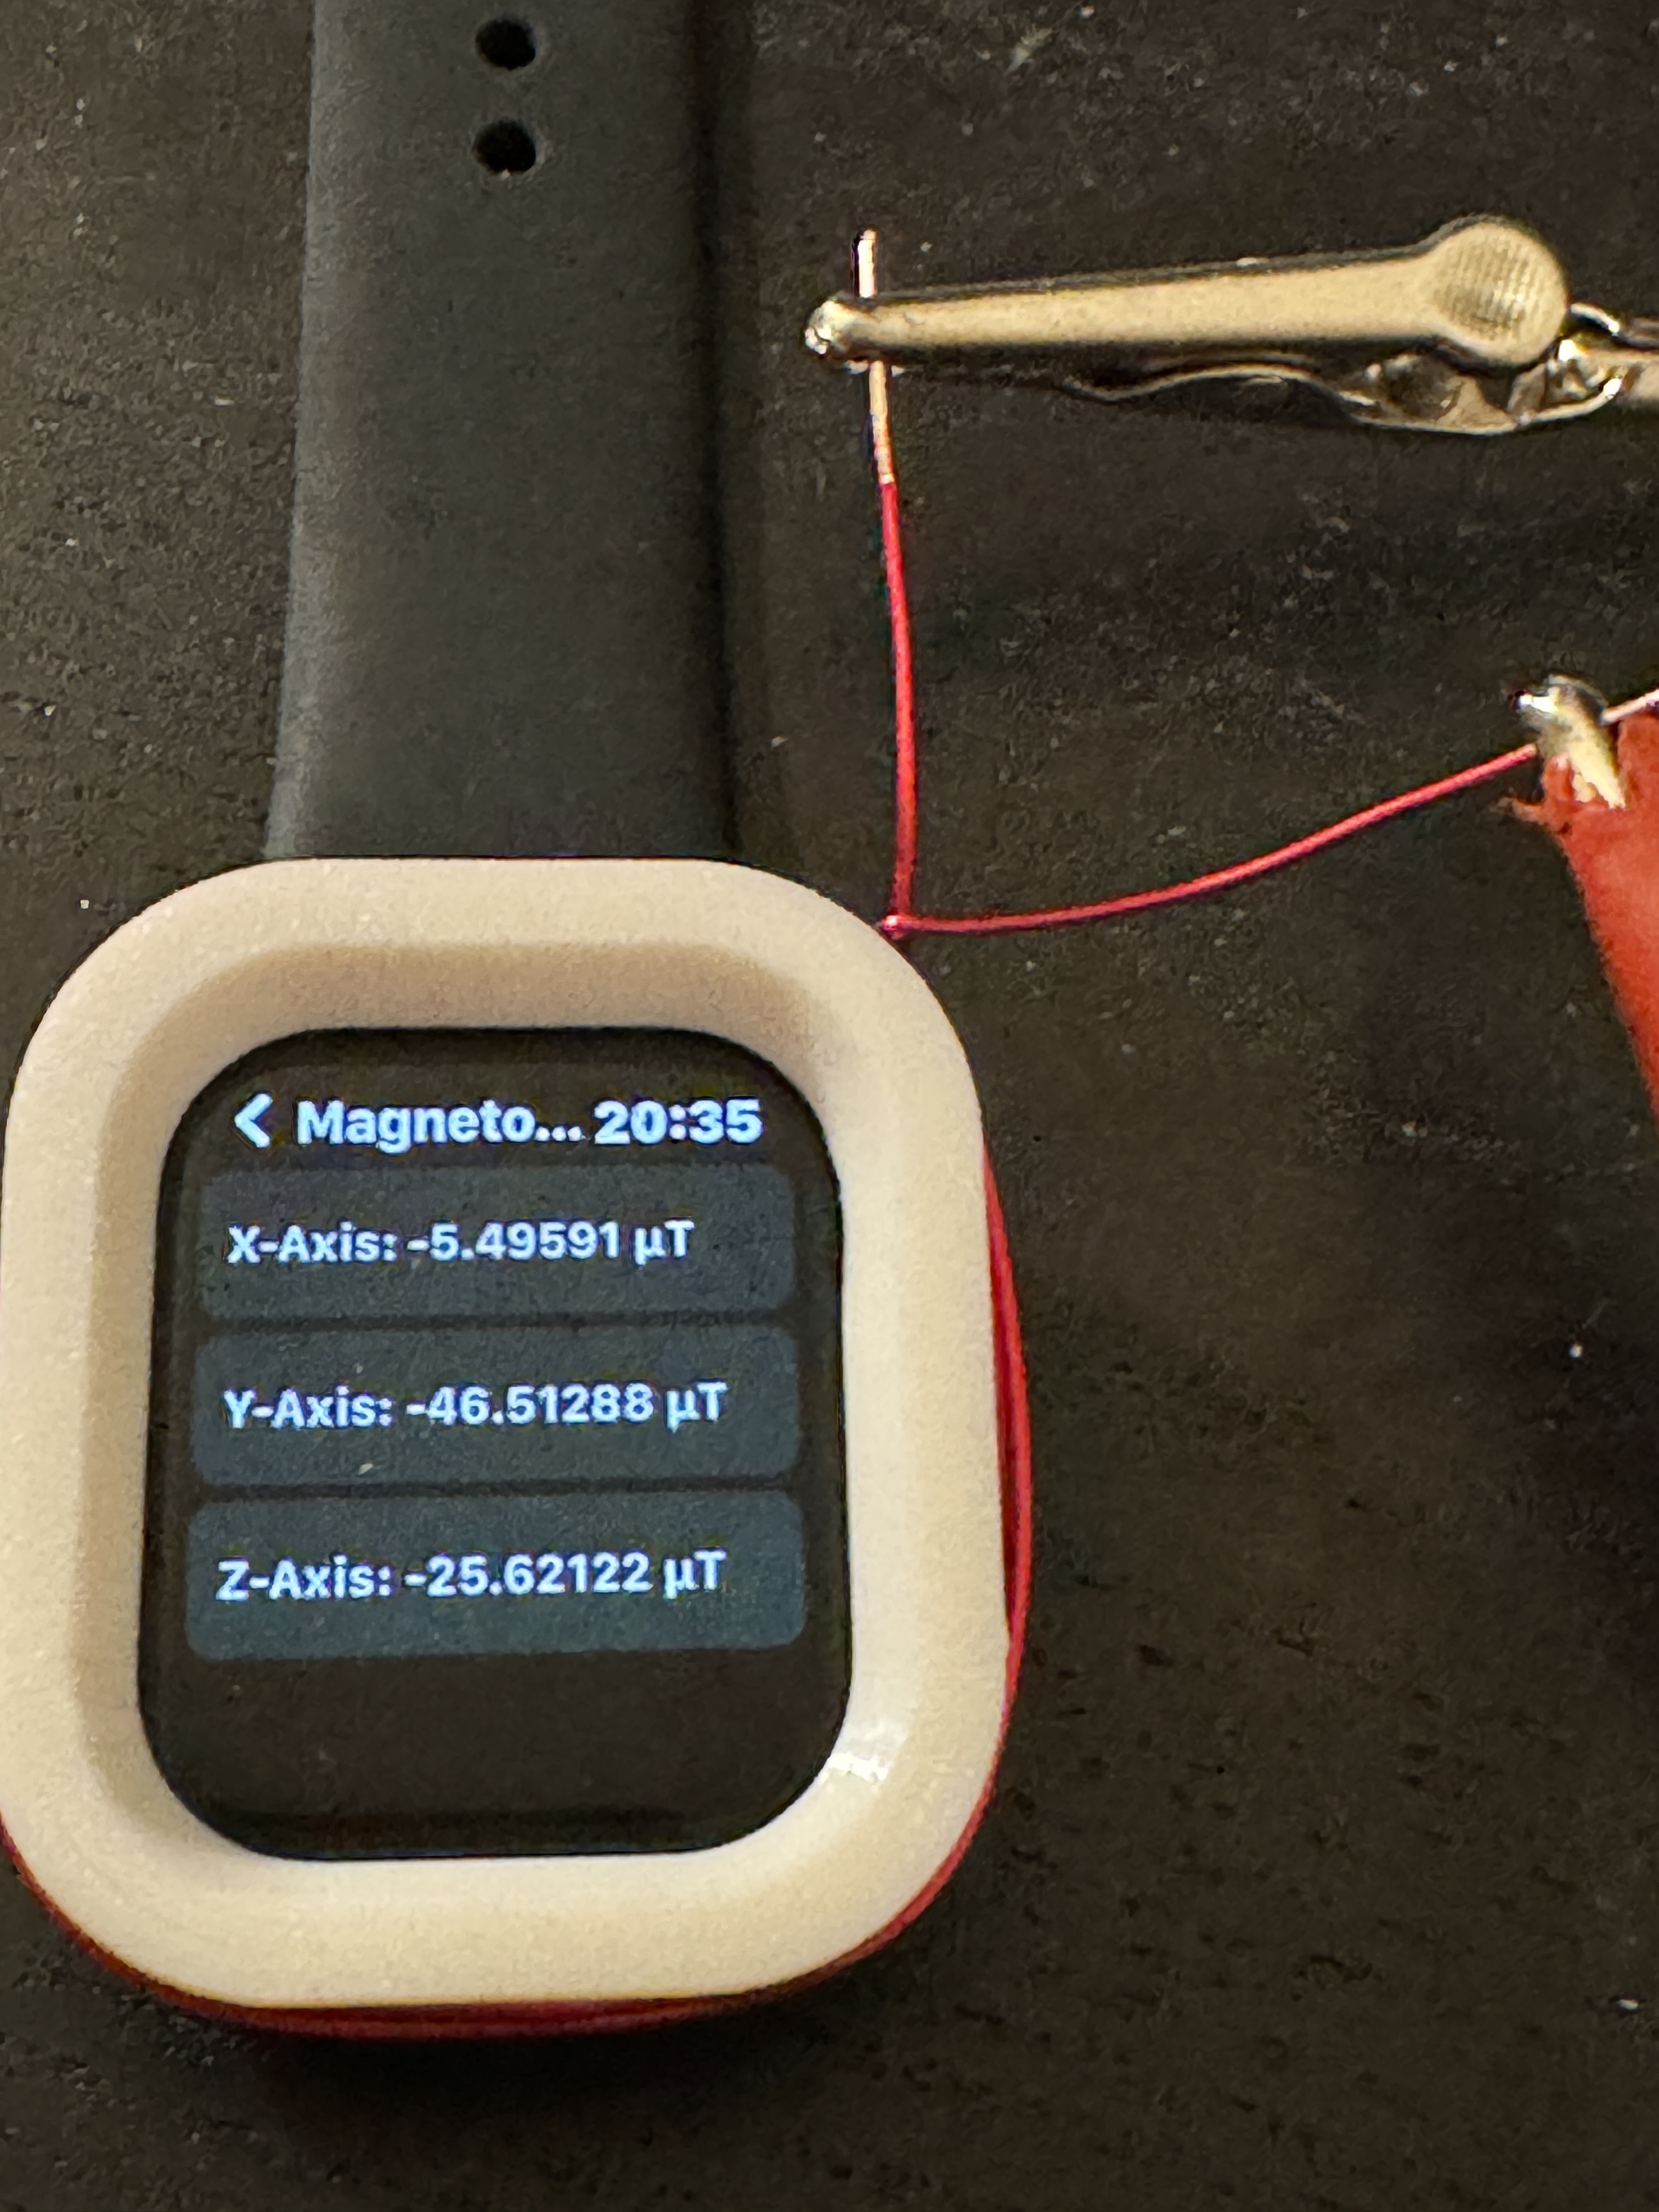 Magneto... 20:35
X-Axis: -5.49591 µT
Y-Axis: -46.51288 µT
Z-Axis: -25.62122 µT